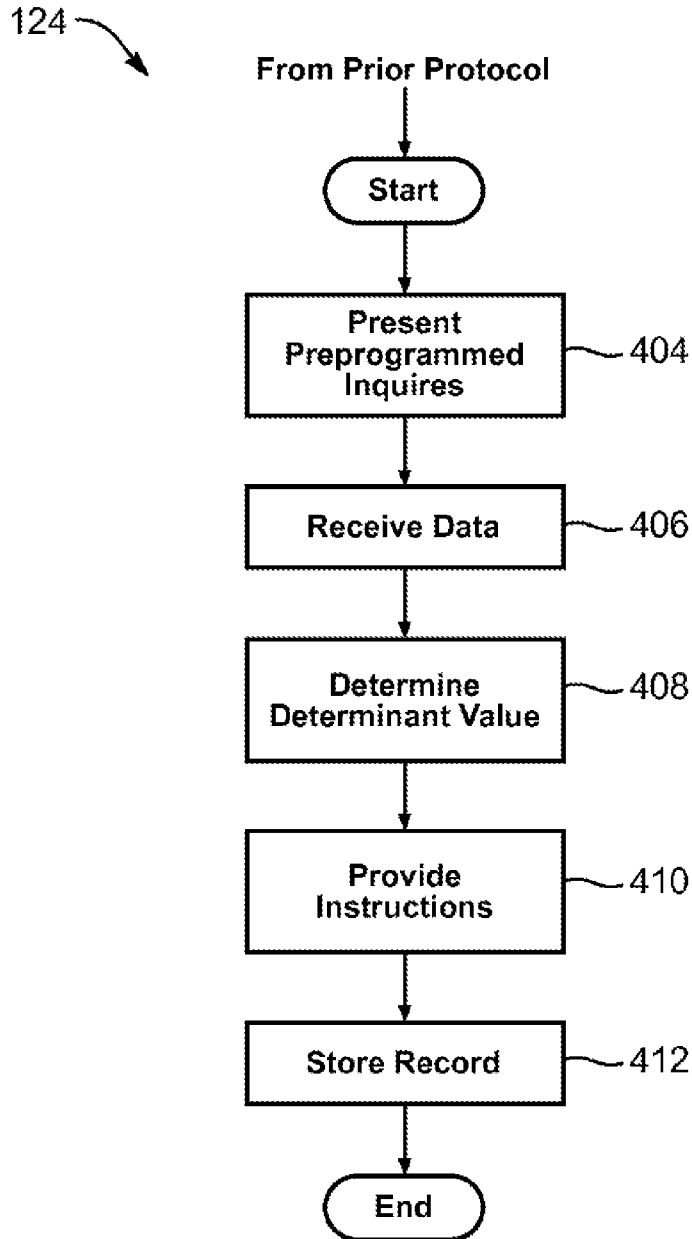 124
From Prior Protocol
Start
Present
Preprogrammed
Inquires
404
Receive Data
406
Determine
Determinant Value
408
Provide
Instructions
410
Store Record
412
End